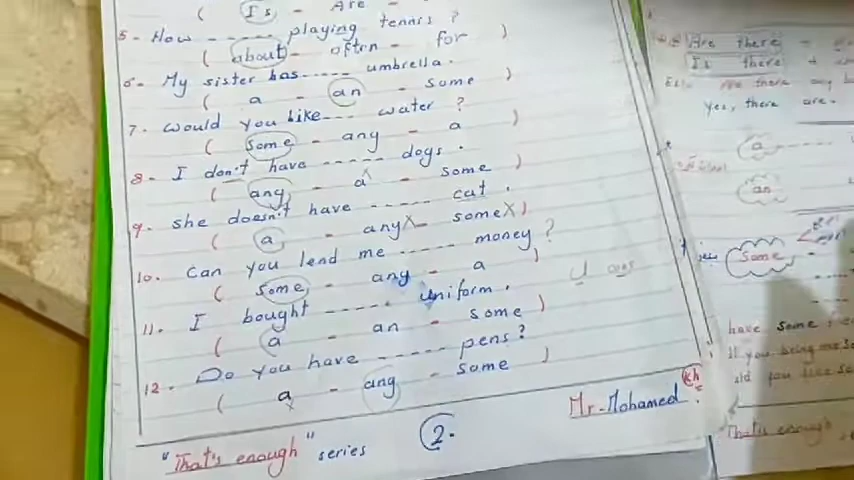 ( Is - Are -
5- How ------ playing tennis ?
( about - often - for )
6- My sister has ----- umbrella.
( a - an - some )
7- would you like --- water ?
( some - any - a )
8- I don't have ------ dogs .
( any - a - some )
9- she doesn't have ------ cat .
( a - any - some )
10- Can you lend me ------ money ?
( some - any - a )
11- I bought ------ uniform .
( a - an - some )
12- Do you have ------ pens ?
( a - any - some )
"That's enough" series
2.
Mr. Mohamed Kh.
Are there
Is there
Yes, there are.
a
an
some
have some
That's enough